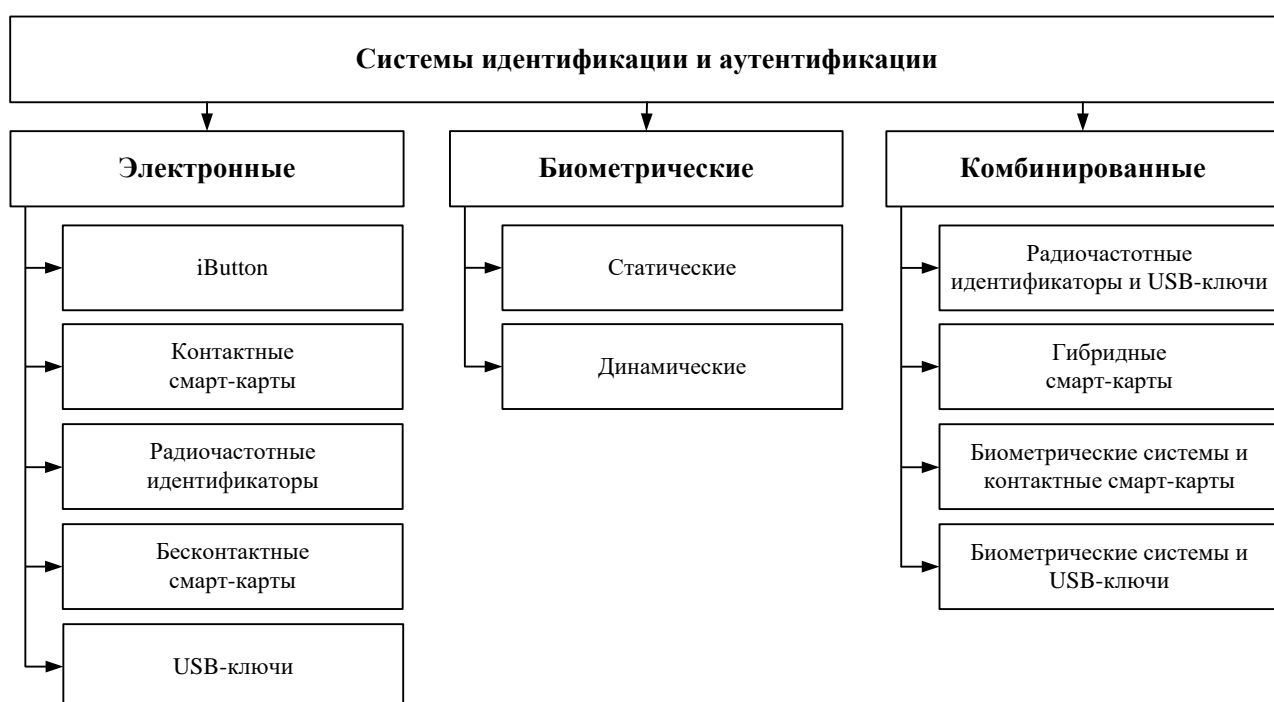 Системы идентификации и аутентификации
Электронные
iButton
Контактные
смарт-карты
Радиочастотные
идентификаторы
Бесконтактные
смарт-карты
USB-ключи
Биометрические
Статические
Динамические
Комбинированные
Радиочастотные
идентификаторы и USB-ключи
Гибридные
смарт-карты
Биометрические системы и
контактные смарт-карты
Биометрические системы и
USB-ключи